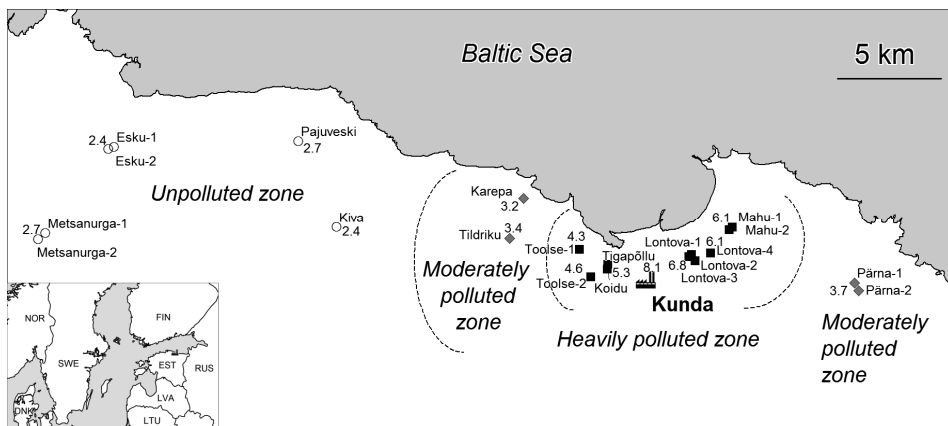 Baltic Sea
5 km
2.4 Esku-1
Esku-2
Pajuveski
2.7
Unpolluted zone
2.7 Metsanurga-1
Metsanurga-2
Kiva
2.4
Karepa
3.2
3.4
Tildriku
Moderately
polluted
zone
4.3
Toolse-1
Tigapõllu
4.6 5.3 8.1
Toolse-2 Koidu
Kunda
Lontova-1 6.1
Lontova-4
6.8 Lontova-2
Lontova-3
6.1 Mahu-1
Mahu-2
Heavily polluted zone
Pärna-1
3.7 Pärna-2
Moderately
polluted
zone
NOR
FIN
SWE
EST
RUS
LVA
DNK
LTU